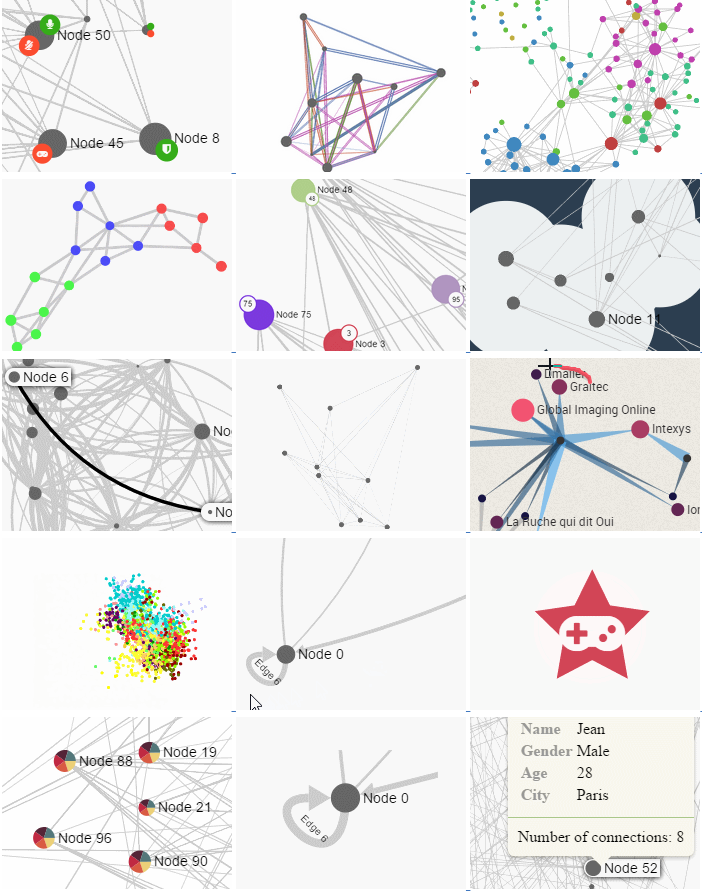 Node 50
Node 45
Node 8
Node 48
48
75
Node 75
95
3
Node 3
Node 11
Node 6
No
No
Dmailer
Graitec
Global Imaging Online
Intexys
La Ruche qui dit Oui
Ior
Node 0
Edge 6
Node 88
Node 19
Node 21
Node 96
Node 90
Node 0
Edge 6
Name Jean
Gender Male
Age 28
City Paris
Number of connections: 8
Node 52